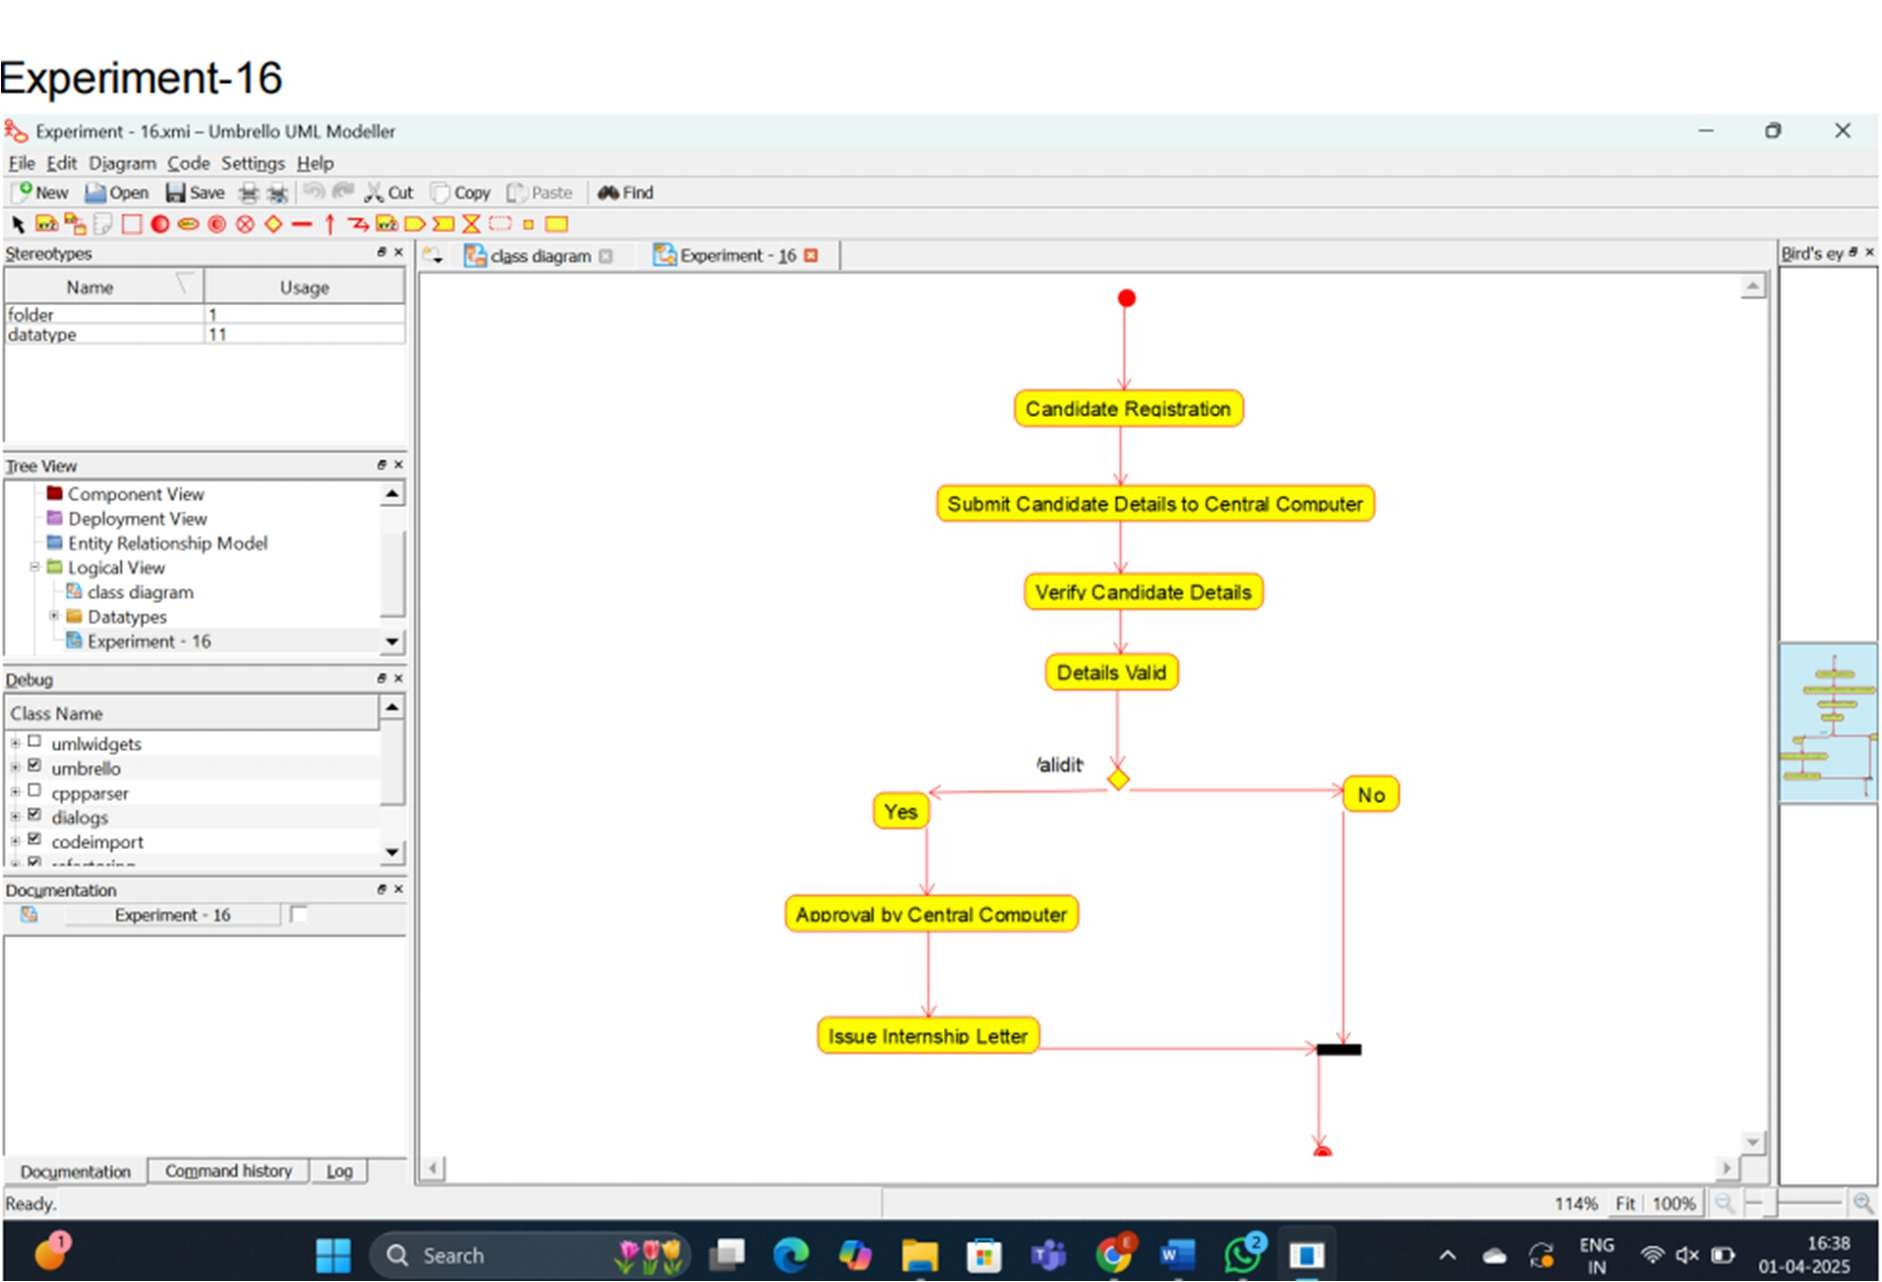 Experiment-16
Experiment - 16.xmi – Umbrello UML Modeller
File Edit Diagram Code Settings Help
New Open Save Cut Copy Paste Find
Stereotypes
Name Usage
folder 1
datatype 11
Tree View
Component View
Deployment View
Entity Relationship Model
Logical View
class diagram
Datatypes
Experiment - 16
Debug
Class Name
umlwidgets
umbrello
cppparser
dialogs
codeimport
Documentation
Experiment - 16
Documentation Command history Log
Ready.
class diagram Experiment - 16
Candidate Registration
Submit Candidate Details to Central Computer
Verify Candidate Details
Details Valid
alidit
Yes
No
Approval by Central Computer
Issue Internship Letter
Bird's ey
114% Fit 100%
1
Search
E
2
ENG
IN
16:38
01-04-2025